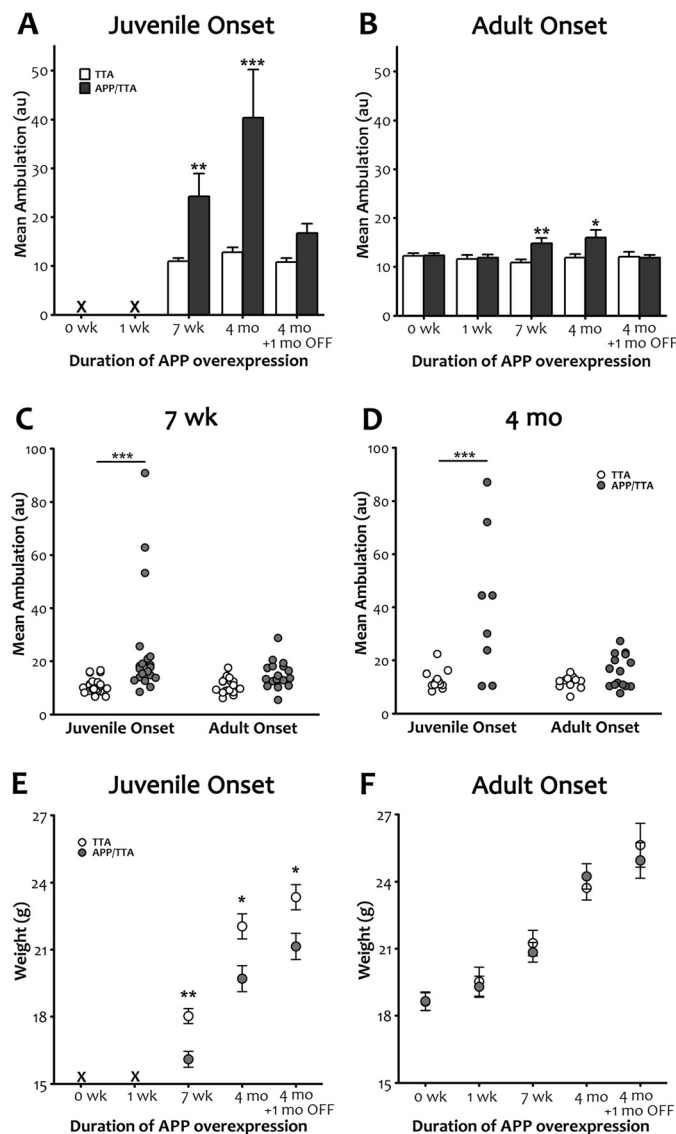 A Juvenile Onset
Mean Ambulation (au)
50
40
30
20
10
0
TTA
APP/TTA
**
***
X X
0 wk 1 wk 7 wk 4 mo 4 mo
+1 mo OFF
Duration of APP overexpression
B Adult Onset
Mean Ambulation (au)
50
40
30
20
10
0
**
*
0 wk 1 wk 7 wk 4 mo 4 mo
+1 mo OFF
Duration of APP overexpression
C 7 wk
Mean Ambulation (au)
100
80
60
40
20
0
***
Juvenile Onset Adult Onset
D 4 mo
Mean Ambulation (au)
100
80
60
40
20
0
***
TTA
APP/TTA
Juvenile Onset Adult Onset
E Juvenile Onset
Weight (g)
27
24
21
18
15
TTA
APP/TTA
**
*
*
X X
0 wk 1 wk 7 wk 4 mo 4 mo
+1 mo OFF
Duration of APP overexpression
F Adult Onset
Weight (g)
27
24
21
18
15
0 wk 1 wk 7 wk 4 mo 4 mo
+1 mo OFF
Duration of APP overexpression